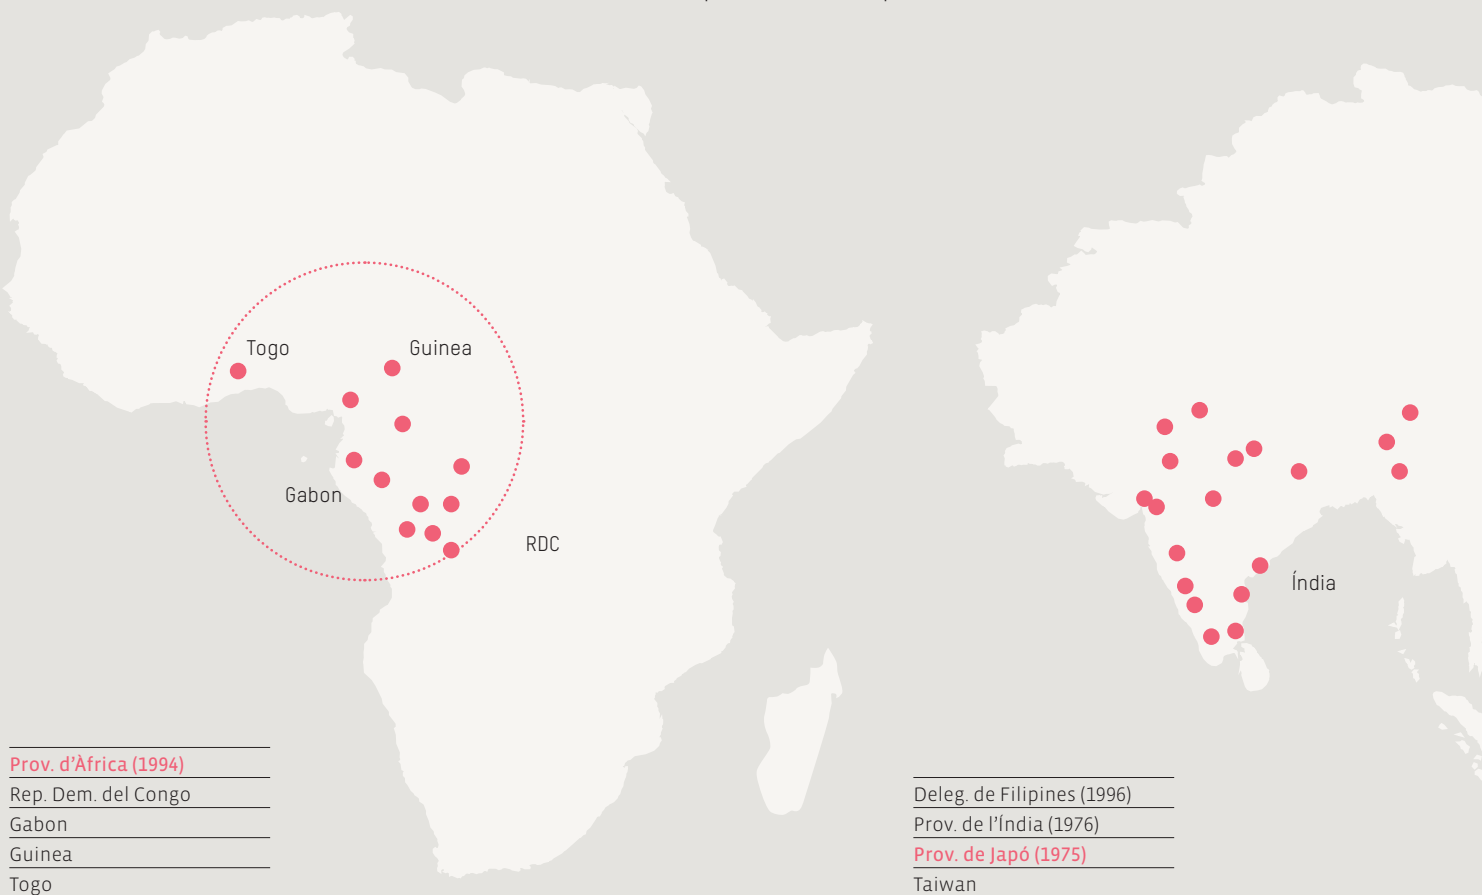 Togo
Guinea
Gabon
RDC
Índia
Prov. d’Àfrica (1994)
Rep. Dem. del Congo
Gabon
Guinea
Togo
Deleg. de Filipines (1996)
Prov. de l’Índia (1976)
Prov. de Japó (1975)
Taiwan